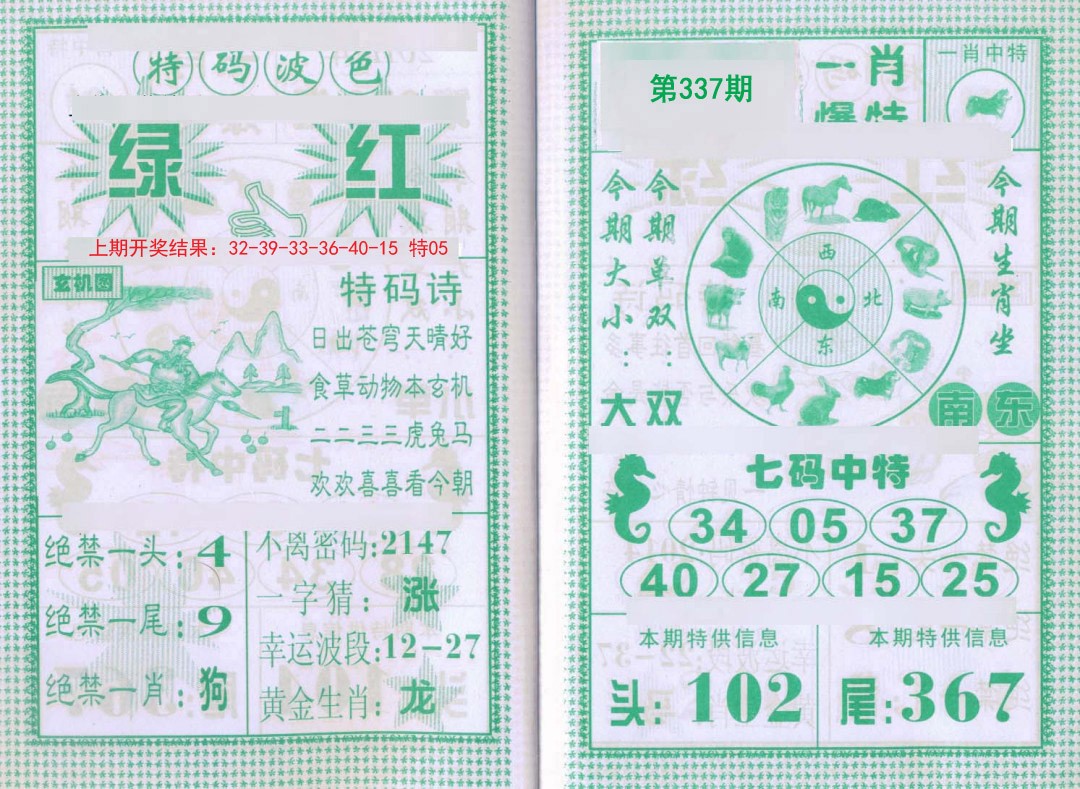 特码波色
绿 红
上期开奖结果：32-39-33-36-40-15 特05
玄机图
特码诗
日出苍穹天晴好
食草动物本玄机
二二三三虎兔马
欢欢喜喜看今朝
绝禁一头：4
绝禁一尾：9
绝禁一肖：狗
不离密码：2147
一字猜：涨
幸运波段：12-27
黄金生肖：龙
第337期
一肖
爆特
一肖中特
今期大小：大
今期单双：双
西
南 北
东
今期生肖坐
南 东
七码中特
34 05 37
40 27 15 25
本期特供信息
头：102
本期特供信息
尾：367